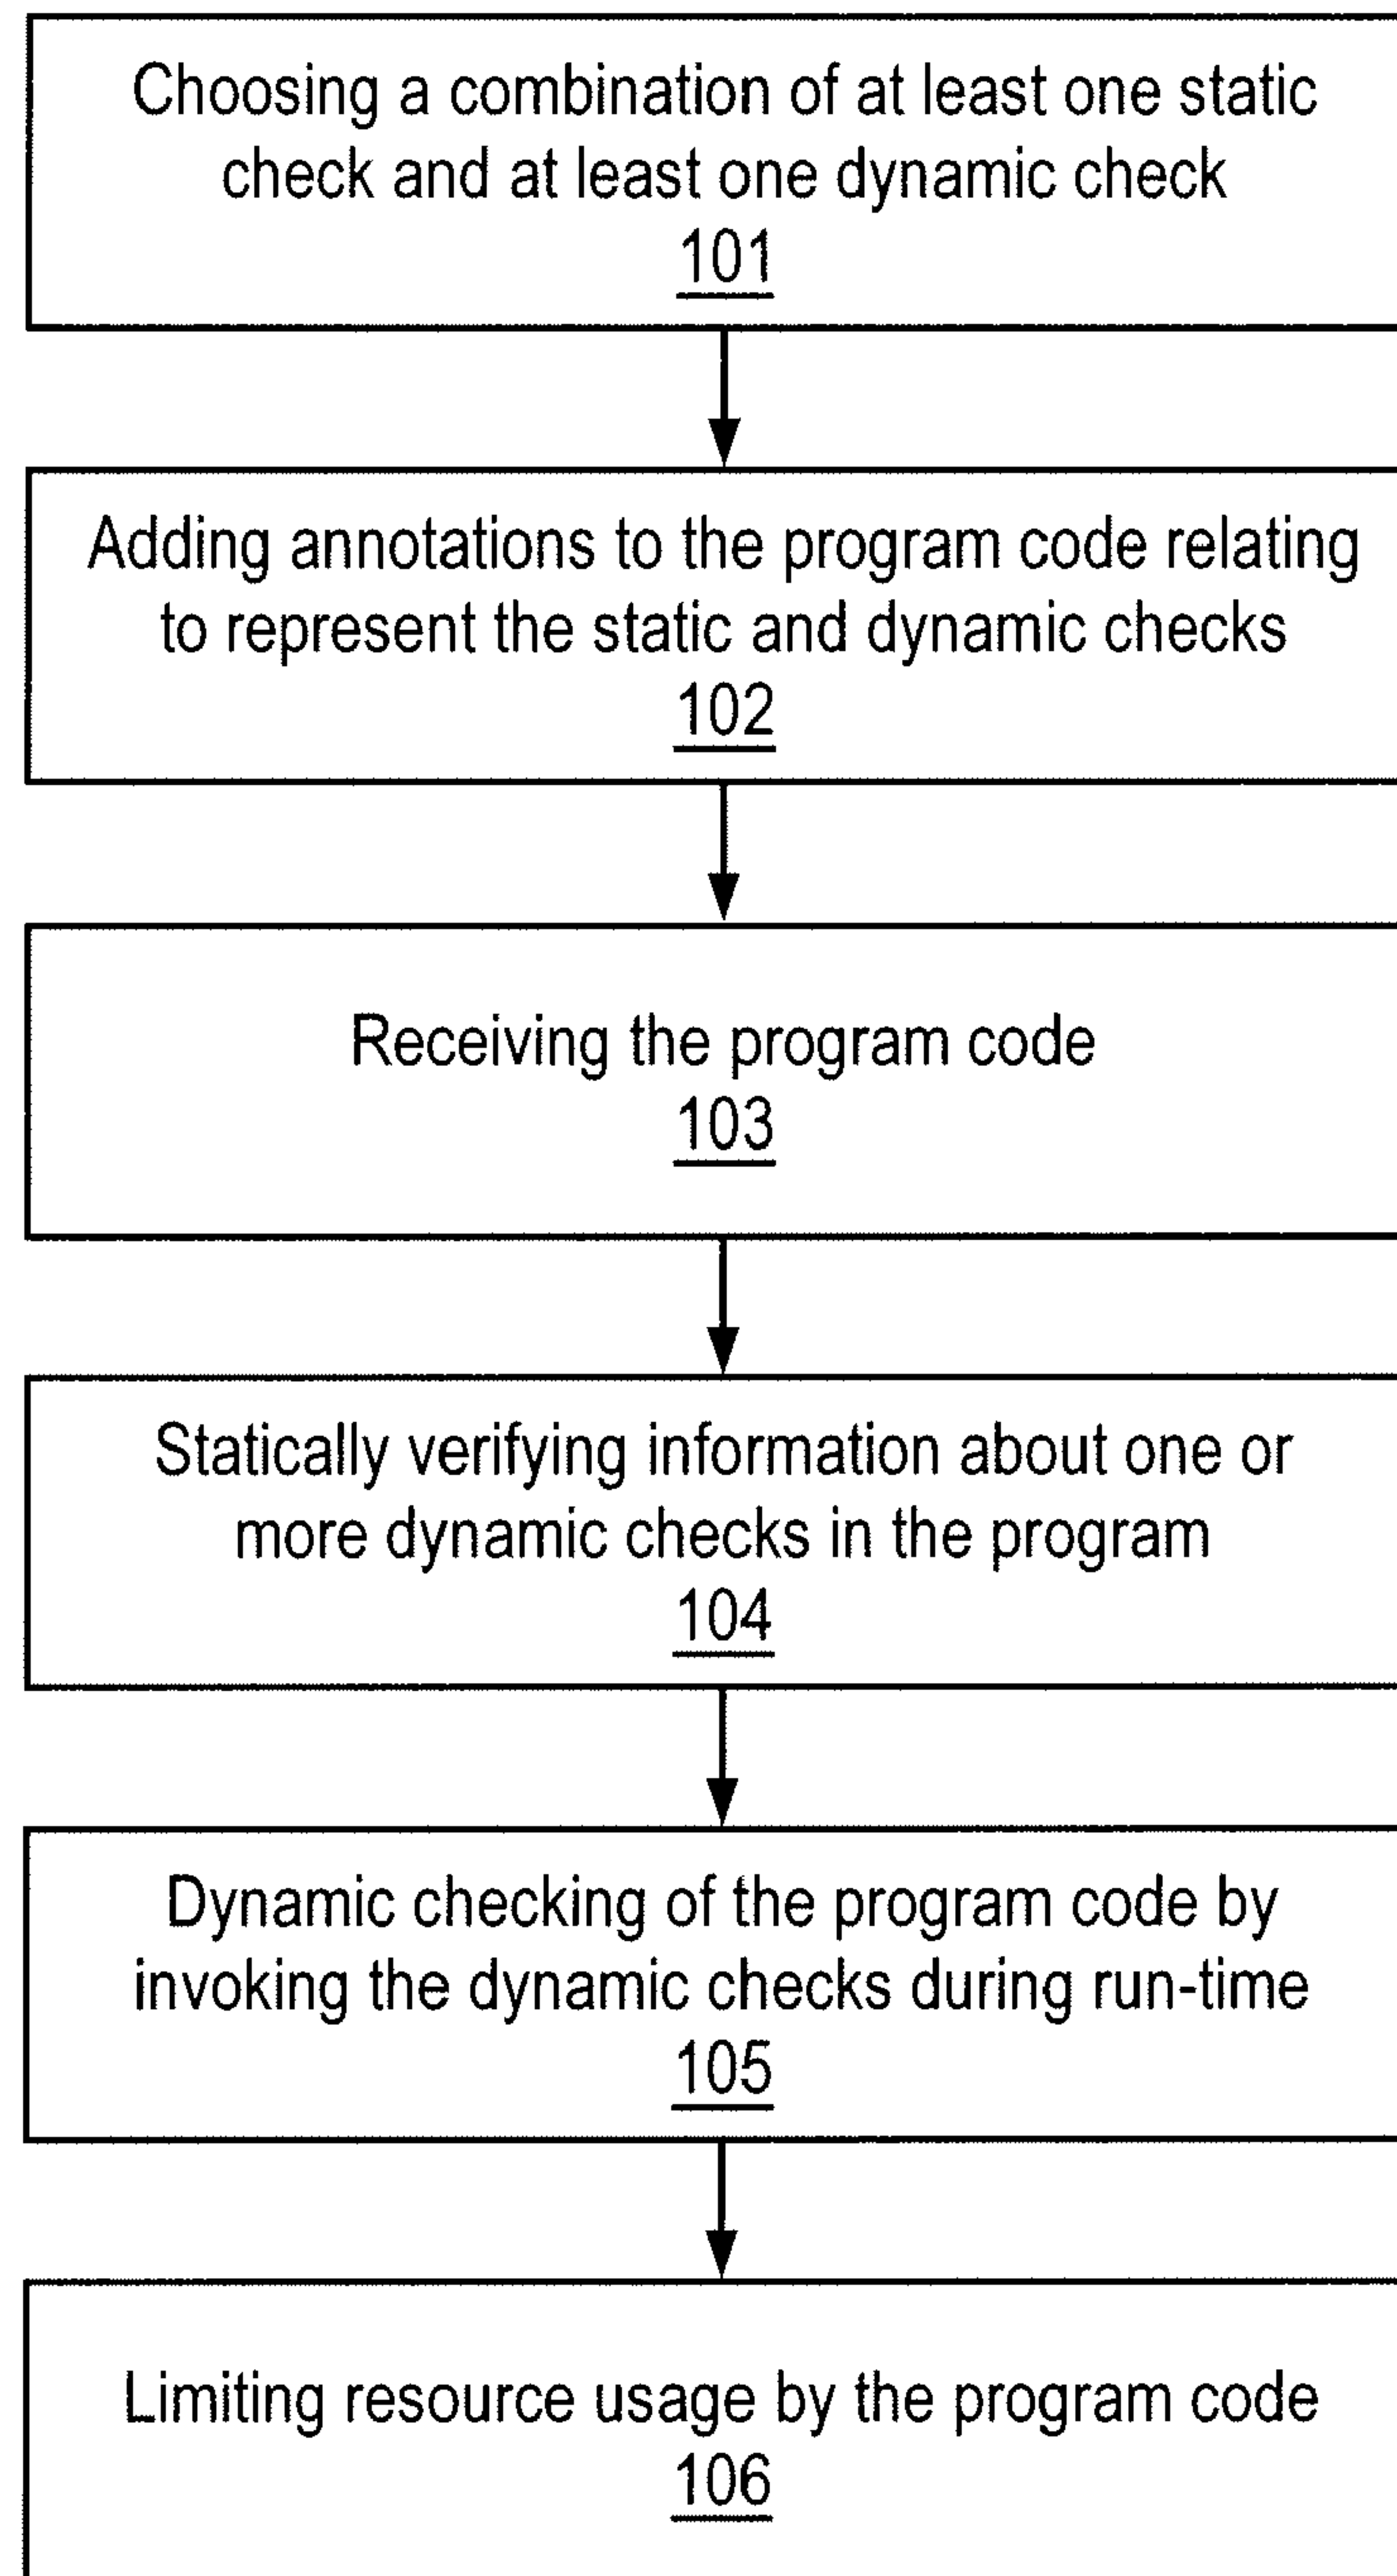 Choosing a combination of at least one static
check and at least one dynamic check
101
Adding annotations to the program code relating
to represent the static and dynamic checks
102
Receiving the program code
103
Statically verifying information about one or
more dynamic checks in the program
104
Dynamic checking of the program code by
invoking the dynamic checks during run-time
105
Limiting resource usage by the program code
106